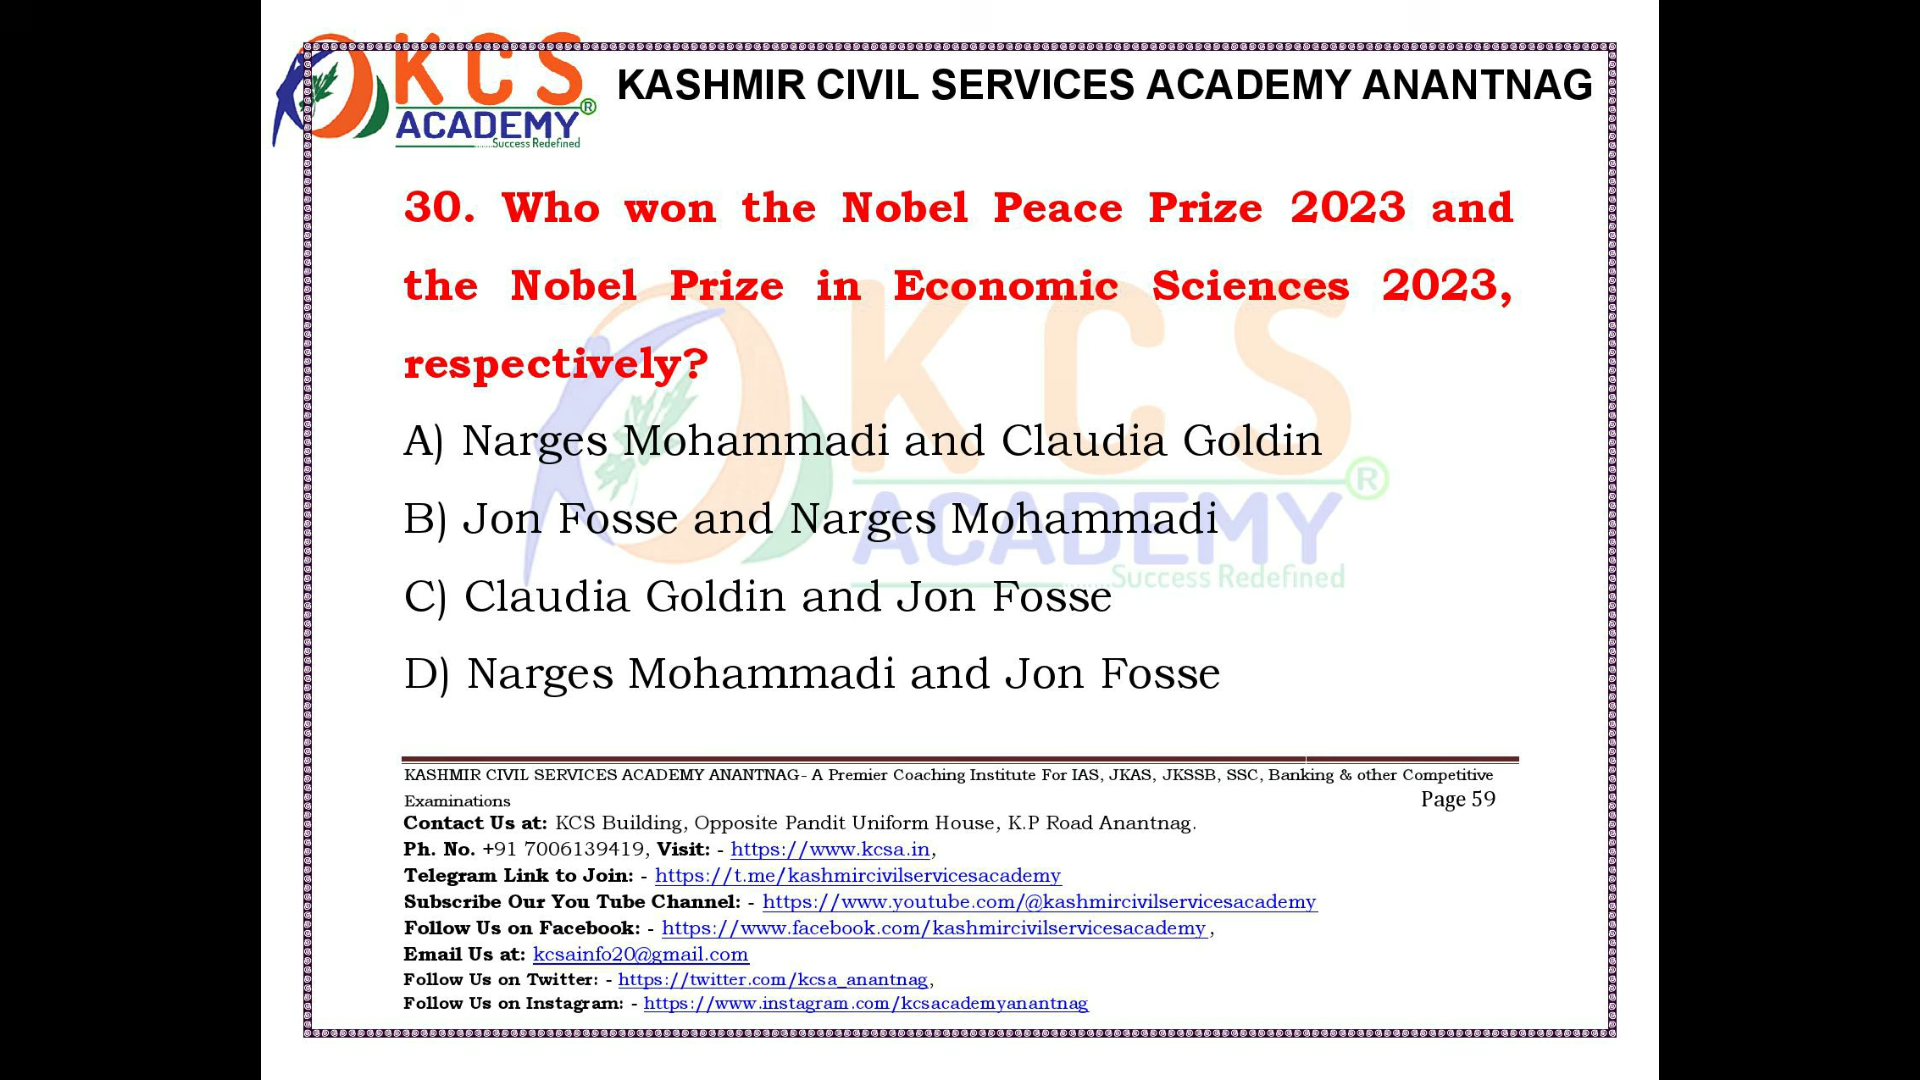 KCS
ACADEMY®
........Success Redefined
KASHMIR CIVIL SERVICES ACADEMY ANANTNAG
30. Who won the Nobel Peace Prize 2023 and
the Nobel Prize in Economic Sciences 2023,
respectively?
A) Narges Mohammadi and Claudia Goldin
B) Jon Fosse and Narges Mohammadi
C) Claudia Goldin and Jon Fosse
D) Narges Mohammadi and Jon Fosse
KCS
ACADEMY®
........Success Redefined
KASHMIR CIVIL SERVICES ACADEMY ANANTNAG- A Premier Coaching Institute For IAS, JKAS, JKSSB, SSC, Banking & other Competitive
Examinations Page 59
Contact Us at: KCS Building, Opposite Pandit Uniform House, K.P Road Anantnag.
Ph. No. +91 7006139419, Visit: - https://www.kcsa.in,
Telegram Link to Join: - https://t.me/kashmircivilservicesacademy
Subscribe Our You Tube Channel: - https://www.youtube.com/@kashmircivilservicesacademy
Follow Us on Facebook: - https://www.facebook.com/kashmircivilservicesacademy,
Email Us at: kcsainfo20@gmail.com
Follow Us on Twitter: - https://twitter.com/kcsa_anantnag,
Follow Us on Instagram: - https://www.instagram.com/kcsacademyanantnag